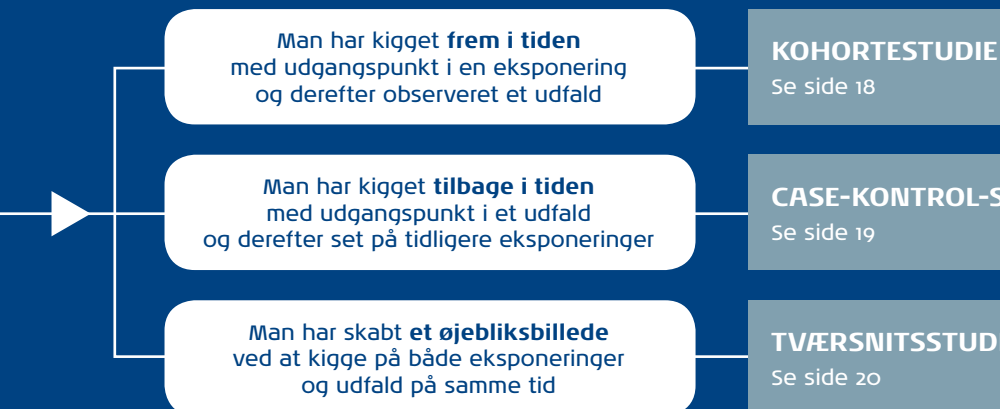 Man har kigget frem i tiden
med udgangspunkt i en eksponering
og derefter observeret et udfald
KOHORTESTUDIE
Se side 18
Man har kigget tilbage i tiden
med udgangspunkt i et udfald
og derefter set på tidligere eksponeringer
CASE-KONTROL-S
Se side 19
Man har skabt et øjebliksbillede
ved at kigge på både eksponeringer
og udfald på samme tid
TVÆRSNITSSTUD
Se side 20